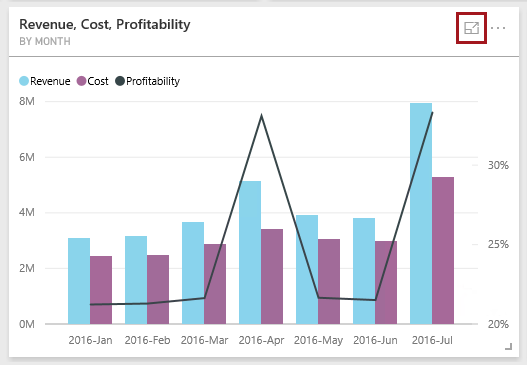 Revenue, Cost, Profitability
BY MONTH
Revenue Cost Profitability
8M
6M
4M
2M
0M
30%
25%
20%
2016-Jan 2016-Feb 2016-Mar 2016-Apr 2016-May 2016-Jun 2016-Jul